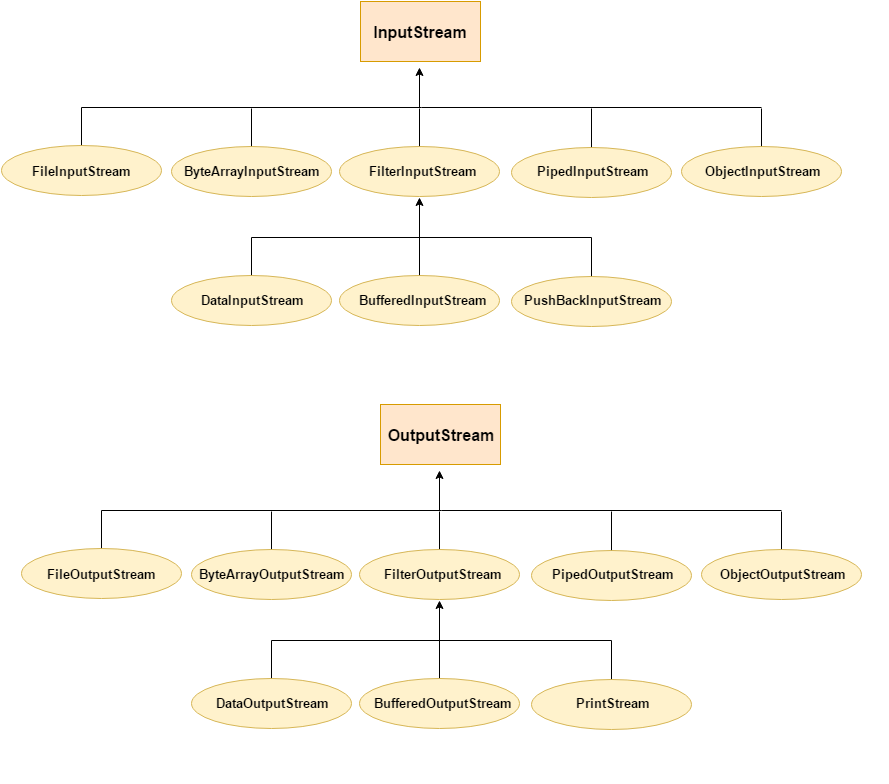 InputStream
FileInputStream
ByteArrayInputStream
FilterInputStream
PipedInputStream
ObjectInputStream
DataInputStream
BufferedInputStream
PushBackInputStream
OutputStream
FileOutputStream
ByteArrayOutputStream
FilterOutputStream
PipedOutputStream
ObjectOutputStream
DataOutputStream
BufferedOutputStream
PrintStream